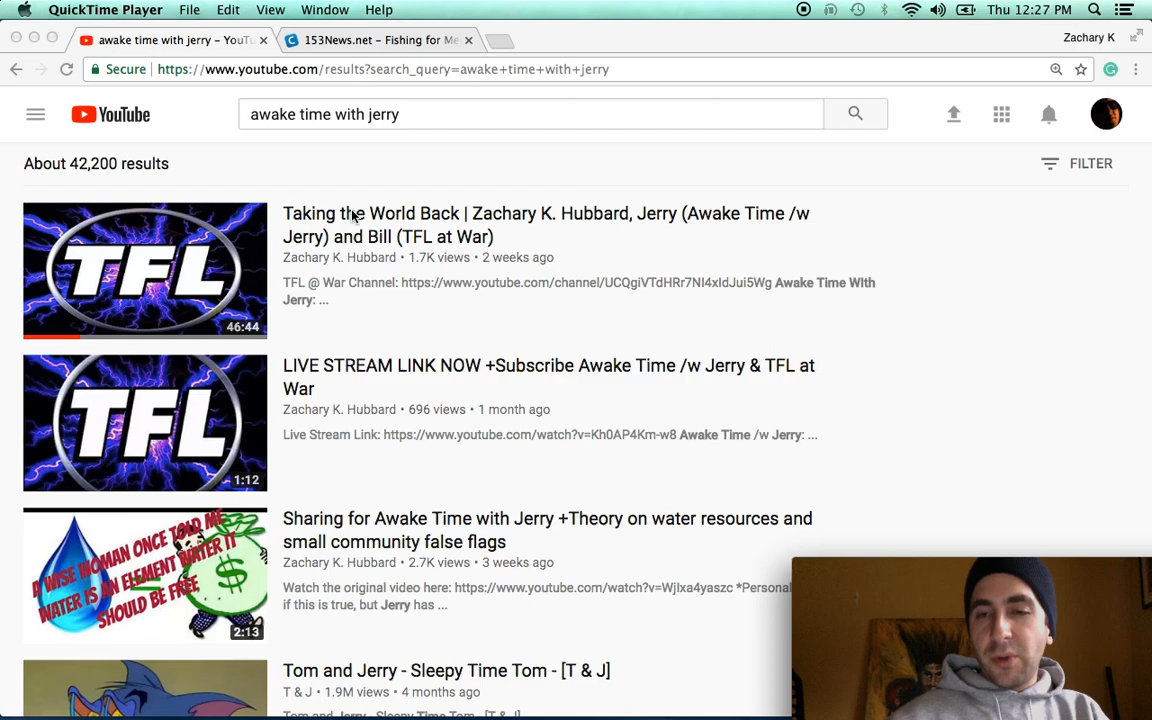 QuickTime Player File Edit View Window Help Thu 12:27 PM
awake time with jerry - YouTu 153News.net - Fishing for Me Zachary K
Secure https://www.youtube.com/results?search_query=awake+time+with+jerry
YouTube awake time with jerry
About 42,200 results FILTER
Taking the World Back | Zachary K. Hubbard, Jerry (Awake Time /w
Jerry) and Bill (TFL at War)
Zachary K. Hubbard • 1.7K views • 2 weeks ago
TFL @ War Channel: https://www.youtube.com/channel/UCQgiVTdHRr7NI4xIdJui5Wg Awake Time WIth
Jerry: ...
TFL
46:44
LIVE STREAM LINK NOW +Subscribe Awake Time /w Jerry & TFL at
War
Zachary K. Hubbard • 696 views • 1 month ago
Live Stream Link: https://www.youtube.com/watch?v=Kh0AP4Km-w8 Awake Time /w Jerry: ...
TFL
1:12
Sharing for Awake Time with Jerry +Theory on water resources and
small community false flags
Zachary K. Hubbard • 2.7K views • 3 weeks ago
Watch the original video here: https://www.youtube.com/watch?v=Wjlxa4yaszc *Personal
if this is true, but Jerry has ...
A WISE WOMAN ONCE TOLD ME
WATER IS AN ELEMENT WATER IT
SHOULD BE FREE
$
2:13
Tom and Jerry - Sleepy Time Tom - [T & J]
T & J • 1.9M views • 4 months ago
Tom and Jerry - Sleepy Time Tom - [T & J]